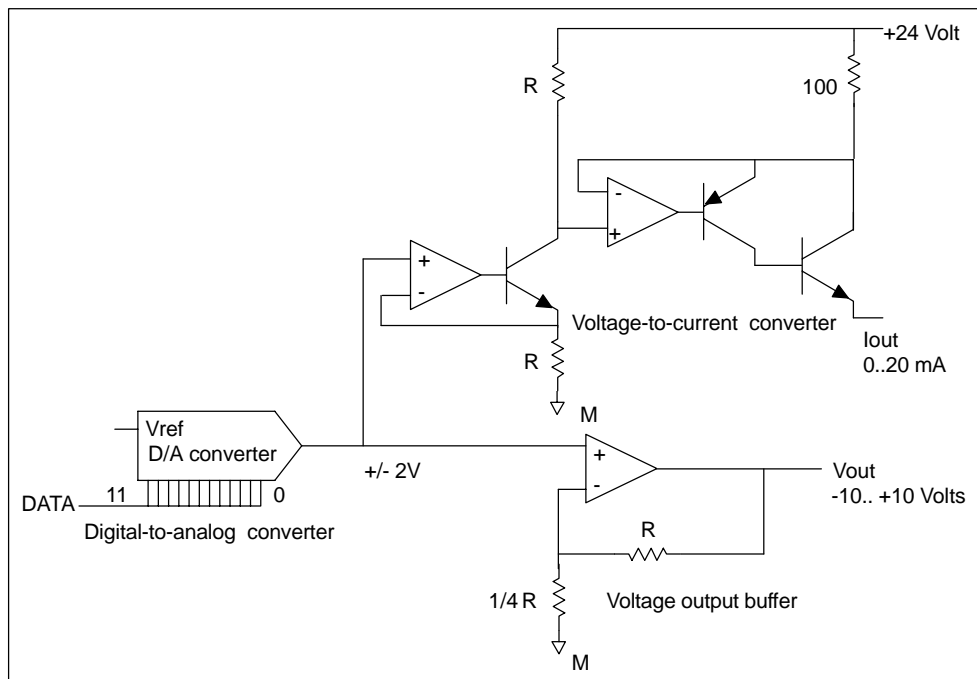 +24 Volt
R
100
-
+
+
-
Voltage-to-current converter
R
Iout
0..20 mA
M
Vref
D/A converter
+/- 2V
+
-
Vout
-10.. +10 Volts
11
0
DATA
Digital-to-analog converter
R
1/4 R
Voltage output buffer
M